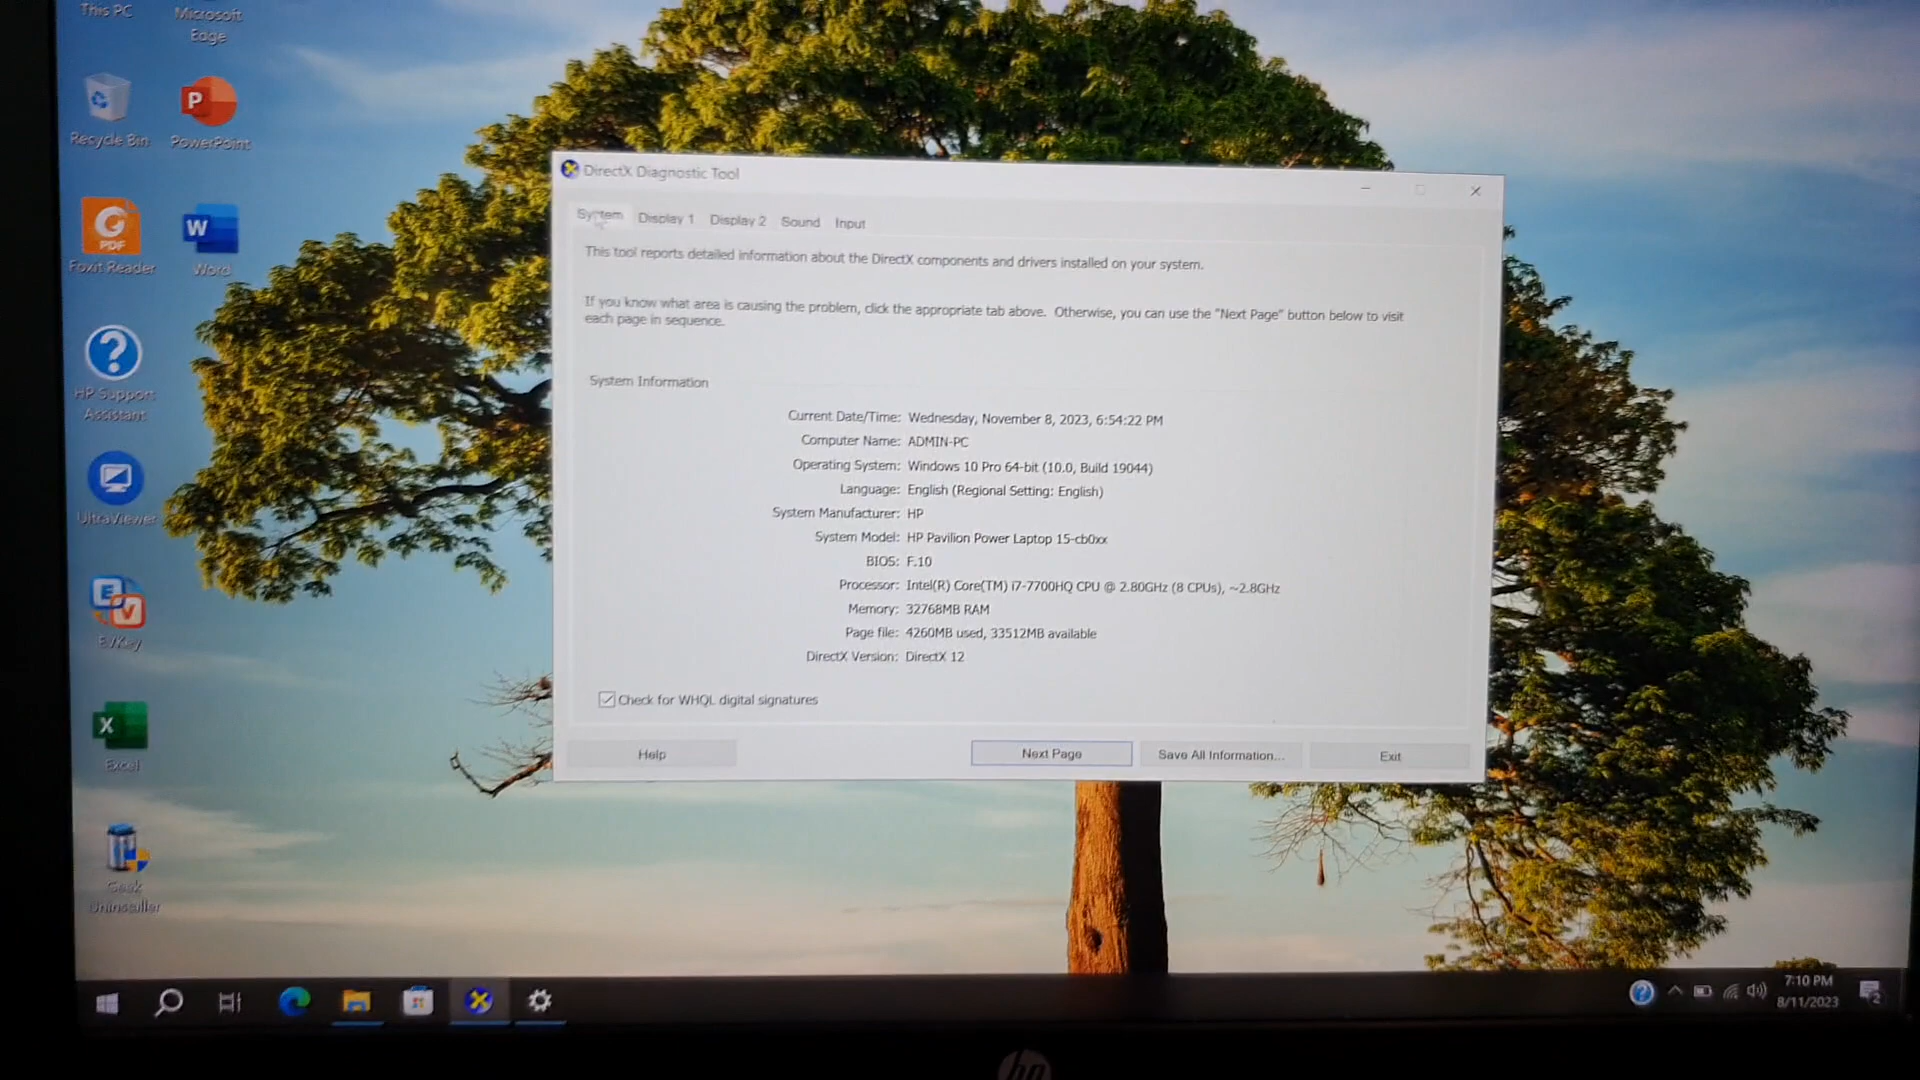 This PC
Microsoft
Edge
Recycle Bin
PowerPoint
Foxit Reader
Word
HP Support
Assistant
UltraViewer
EVKey
Excel
Geek
Uninstaller
DirectX Diagnostic Tool
System
Display 1
Display 2
Sound
Input
This tool reports detailed information about the DirectX components and drivers installed on your system.
If you know what area is causing the problem, click the appropriate tab above.  Otherwise, you can use the "Next Page" button below to visit
each page in sequence.
System Information
Current Date/Time: Wednesday, November 8, 2023, 6:54:22 PM
Computer Name: ADMIN-PC
Operating System: Windows 10 Pro 64-bit (10.0, Build 19044)
Language: English (Regional Setting: English)
System Manufacturer: HP
System Model: HP Pavilion Power Laptop 15-cb0xx
BIOS: F.10
Processor: Intel(R) Core(TM) i7-7700HQ CPU @ 2.80GHz (8 CPUs), ~2.8GHz
Memory: 32768MB RAM
Page file: 4260MB used, 33512MB available
DirectX Version: DirectX 12
Check for WHQL digital signatures
Help
Next Page
Save All Information...
Exit
7:10 PM
8/11/2023
2
hp